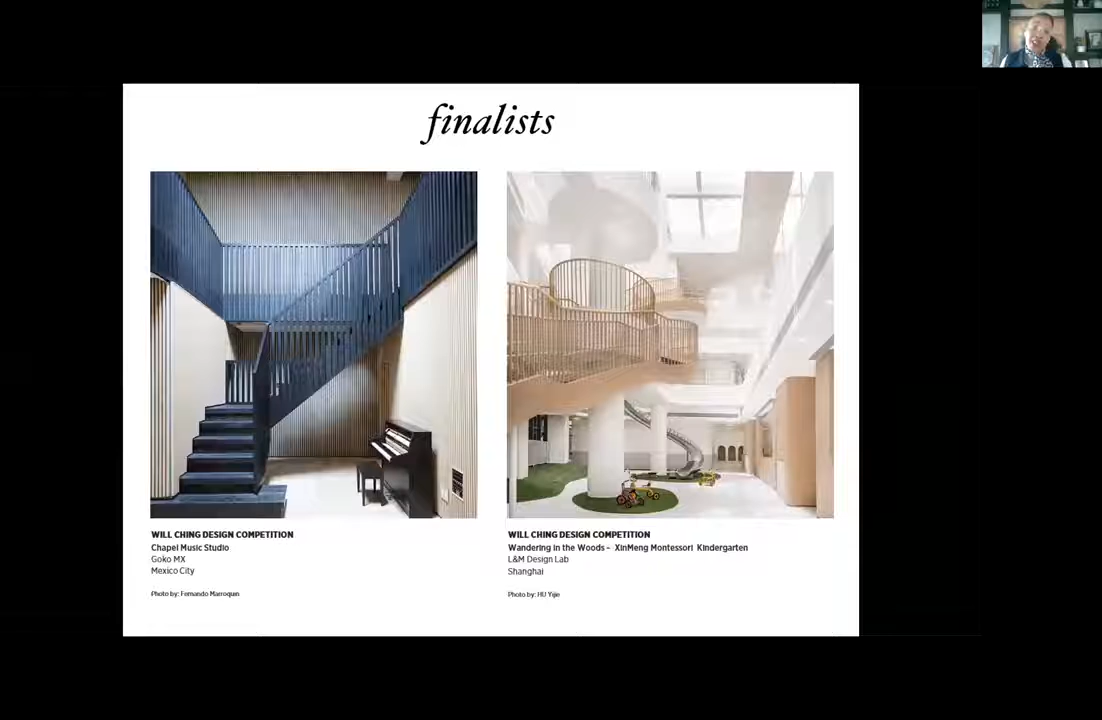 finalists
WILL CHING DESIGN COMPETITION
Chapel Music Studio
Goko MX
Mexico City
Photo by: Fernando Marroquin
WILL CHING DESIGN COMPETITION
Wandering in the Woods - XinMeng Montessori Kindergarten
L&M Design Lab
Shanghai
Photo by: HU Yijie